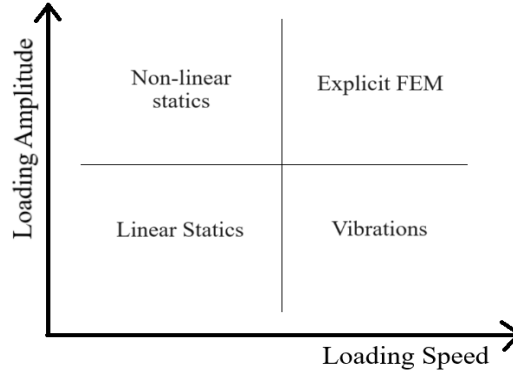 Loading Amplitude
Non-linear
statics
Explicit FEM
Linear Statics
Vibrations
Loading Speed